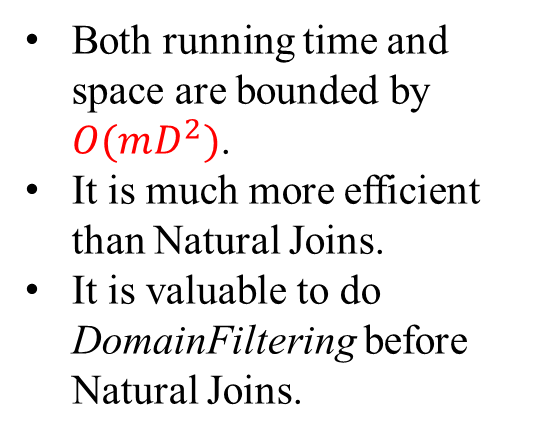 • Both running time and
space are bounded by
O(mD²).
• It is much more efficient
than Natural Joins.
• It is valuable to do
DomainFiltering before
Natural Joins.